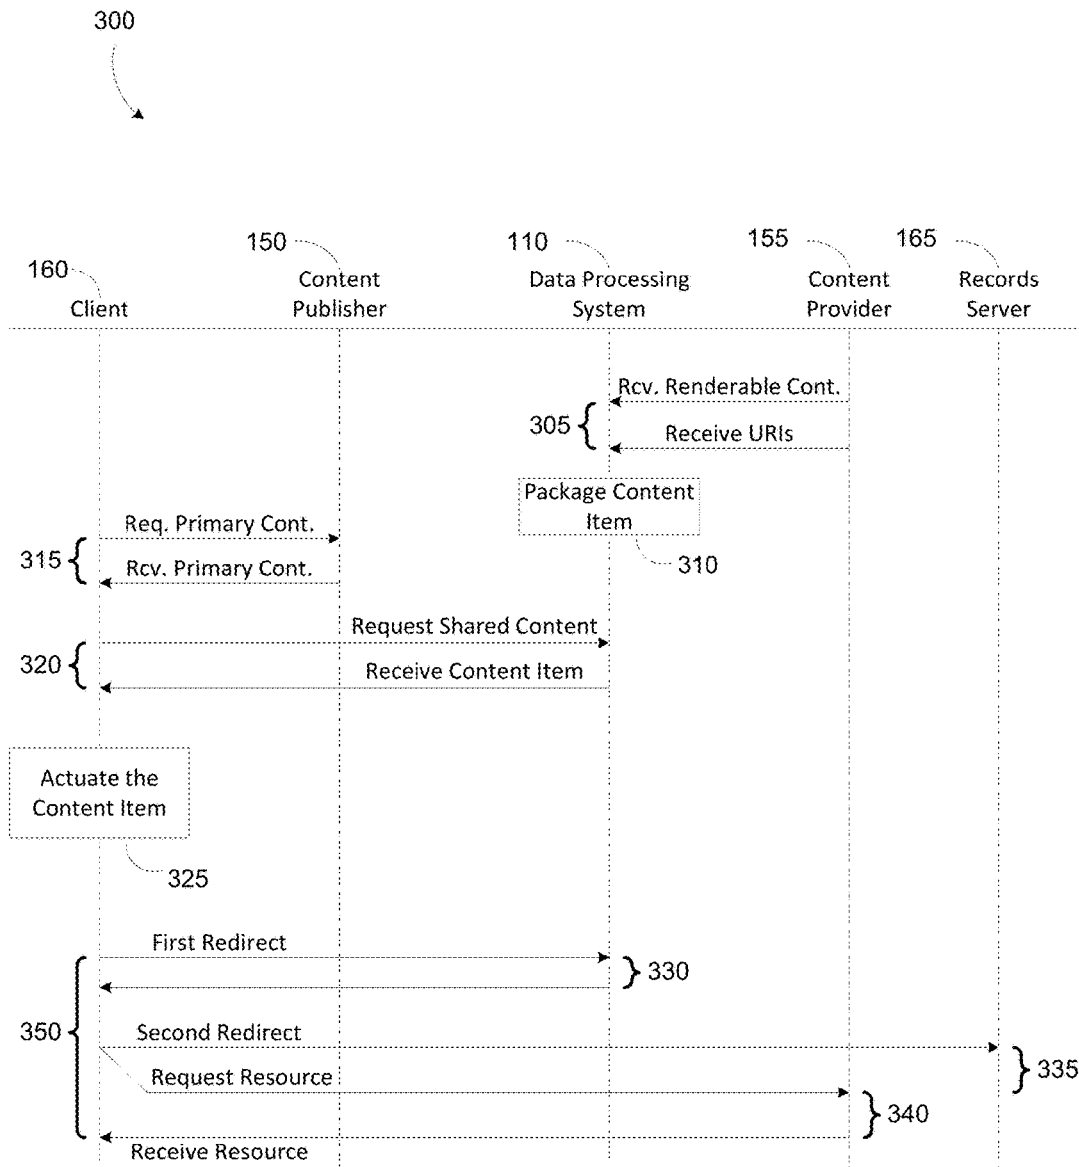 300
150
110
155
165
160
Content
Data Processing
Content
Records
Client
Publisher
System
Provider
Server
Rcv. Renderable Cont.
305
Receive URIs
Package Content
Item
Req. Primary Cont.
315
310
Rcv. Primary Cont.
Request Shared Content
320
Receive Content Item
Actuate the
Content Item
325
First Redirect
330
350
Second Redirect
335
Request Resource
340
Receive Resource